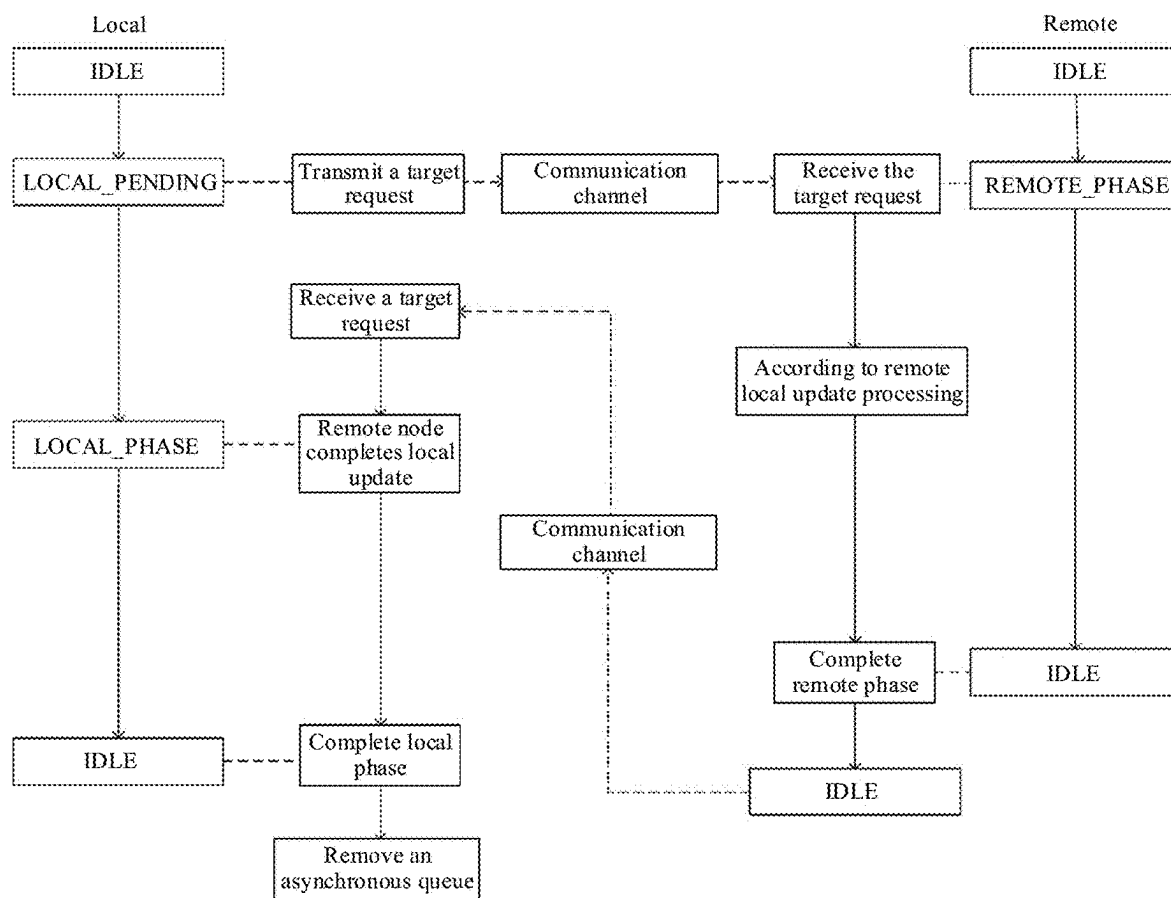 Local
Remote
IDLE
IDLE
LOCAL_PENDING
Transmit a target
request
Communication
channel
Receive the
target request
REMOTE_PHASE
Receive a target
request
According to remote
local update processing
LOCAL_PHASE
Remote node
completes local
update
Communication
channel
Complete
remote phase
IDLE
IDLE
Complete local
phase
IDLE
Remove an
asynchronous queue